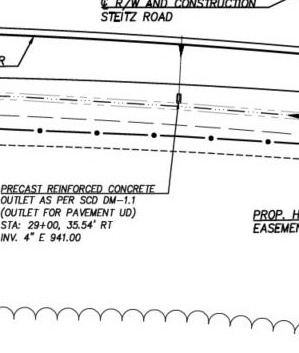 ℄ R/W AND CONSTRUCTION
STEITZ ROAD
R
PRECAST REINFORCED CONCRETE
OUTLET AS PER SCD DM-1.1
(OUTLET FOR PAVEMENT UD)
STA: 29+00, 35.54' RT
INV. 4" E 941.00
PROP. H
EASEMEN